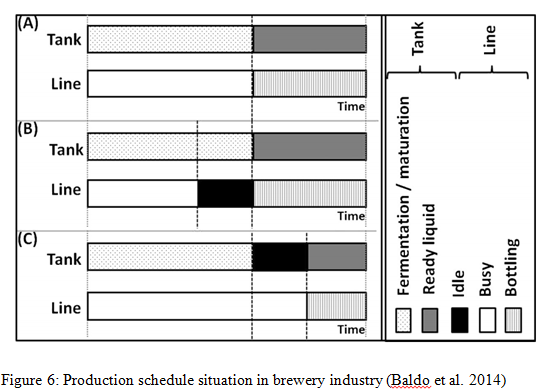 (A)
Tank
Line
Time
(B)
Tank
Line
Time
(C)
Tank
Line
Time
Tank
Line
Fermentation / maturation
Ready liquid
Idle
Busy
Bottling
Figure 6: Production schedule situation in brewery industry (Baldo et al. 2014)